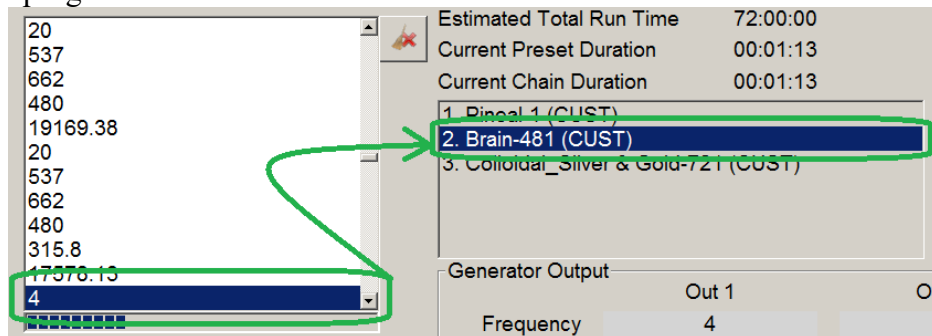 20
537
662
480
19169.38
20
537
662
480
315.8
17578.13
4
Estimated Total Run Time 72:00:00
Current Preset Duration 00:01:13
Current Chain Duration 00:01:13
1. Pineal-1 (CUST)
2. Brain-481 (CUST)
3. Colloidal_Silver & Gold-721 (CUST)
Generator Output
Out 1 O
Frequency 4